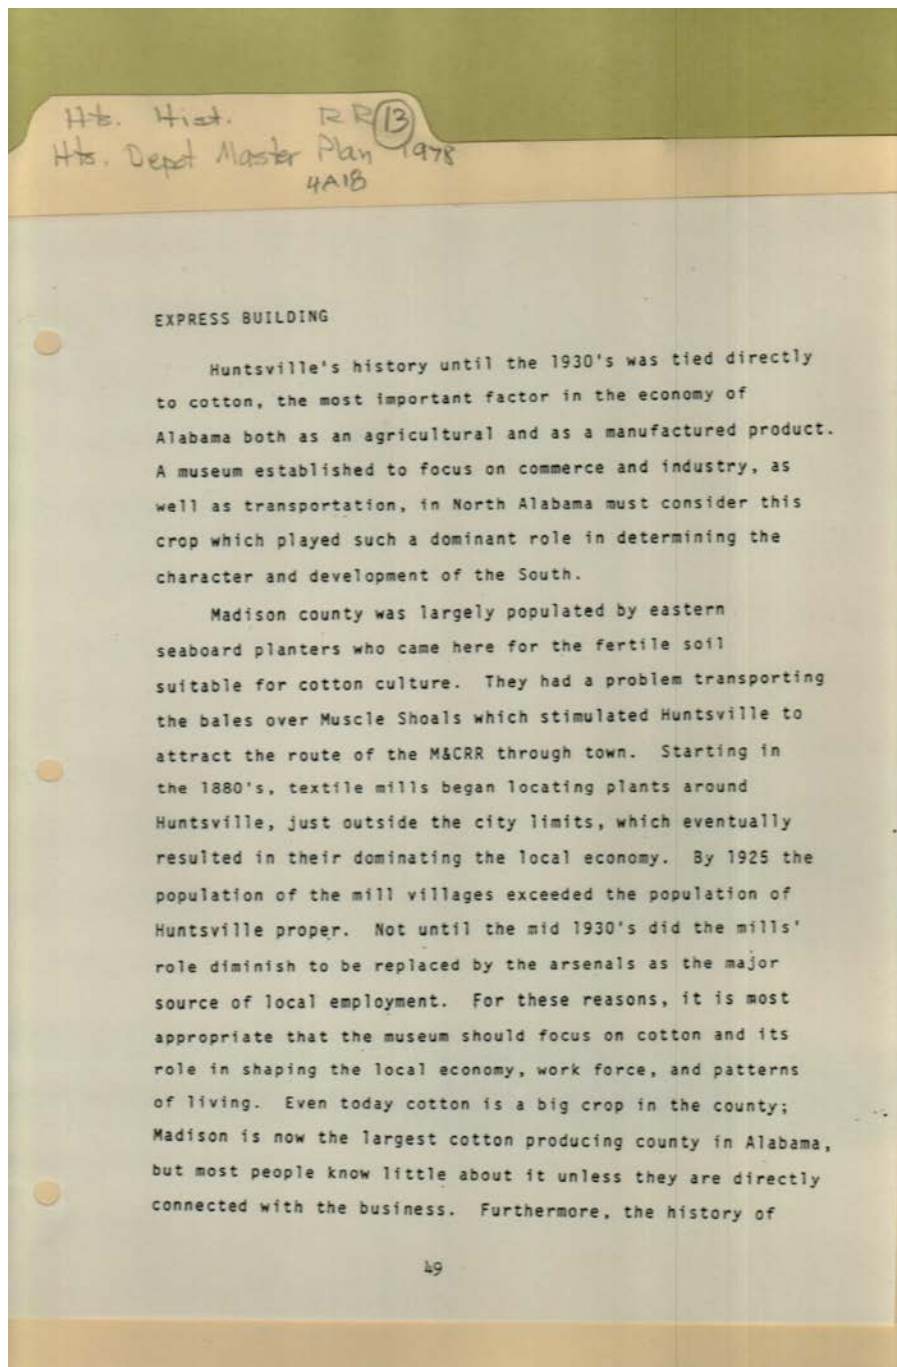 Hts. Hist. RR 13
Hts. Depot Master Plan 1978
4A1B
EXPRESS BUILDING
Huntsville's history until the 1930's was tied directly
to cotton, the most important factor in the economy of
Alabama both as an agricultural and as a manufactured product.
A museum established to focus on commerce and industry, as
well as transportation, in North Alabama must consider this
crop which played such a dominant role in determining the
character and development of the South.
Madison county was largely populated by eastern
seaboard planters who came here for the fertile soil
suitable for cotton culture. They had a problem transporting
the bales over Muscle Shoals which stimulated Huntsville to
attract the route of the M&CRR through town. Starting in
the 1880's, textile mills began locating plants around
Huntsville, just outside the city limits, which eventually
resulted in their dominating the local economy. By 1925 the
population of the mill villages exceeded the population of
Huntsville proper. Not until the mid 1930's did the mills'
role diminish to be replaced by the arsenals as the major
source of local employment. For these reasons, it is most
appropriate that the museum should focus on cotton and its
role in shaping the local economy, work force, and patterns
of living. Even today cotton is a big crop in the county;
Madison is now the largest cotton producing county in Alabama,
but most people know little about it unless they are directly
connected with the business. Furthermore, the history of
49